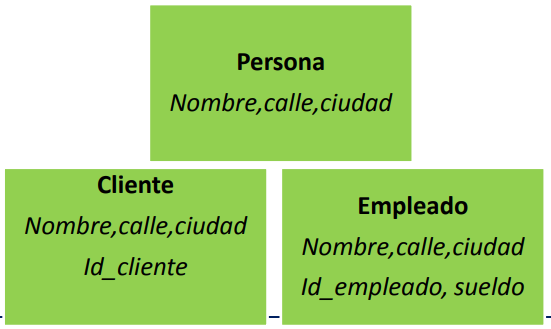 Persona
Nombre,calle,ciudad
Cliente
Nombre,calle,ciudad
Id_cliente
Empleado
Nombre,calle,ciudad
Id_empleado, sueldo